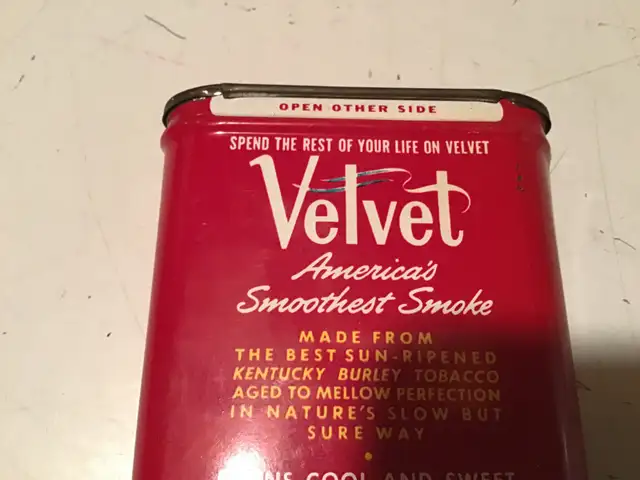 OPEN OTHER SIDE
SPEND THE REST OF YOUR LIFE ON VELVET
Velvet
America's
Smoothest Smoke
MADE FROM
THE BEST SUN-RIPENED
KENTUCKY BURLEY TOBACCO
AGED TO MELLOW PERFECTION
IN NATURE'S SLOW BUT
SURE WAY
COOL AND SWEET